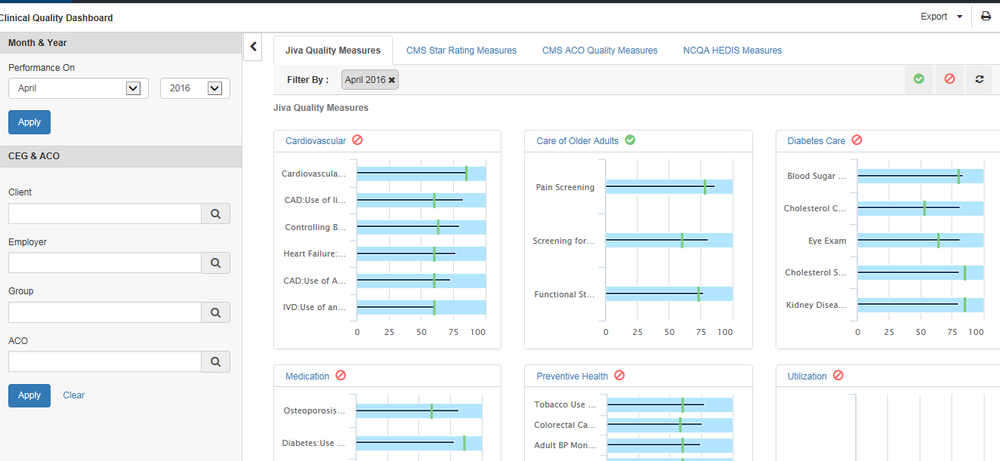 Clinical Quality Dashboard
Export
Month & Year
Performance On
April
2016
Apply
CEG & ACO
Client
Employer
Group
ACO
Apply
Clear
Jiva Quality Measures
CMS Star Rating Measures
CMS ACO Quality Measures
NCQA HEDIS Measures
Filter By :
April 2016
Jiva Quality Measures
Cardiovascular
Cardiovascula...
CAD:Use of li...
Controlling B...
Heart Failure:...
CAD:Use of A...
IVD:Use of an...
0 25 50 75 100
Care of Older Adults
Pain Screening
Screening for...
Functional St...
0 25 50 75 100
Diabetes Care
Blood Sugar ...
Cholesterol C...
Eye Exam
Cholesterol S...
Kidney Disea...
0 25 50 75 100
Medication
Osteoporosis...
Diabetes:Use ...
Preventive Health
Tobacco Use ...
Colorectal Ca...
Adult BP Mon...
Utilization